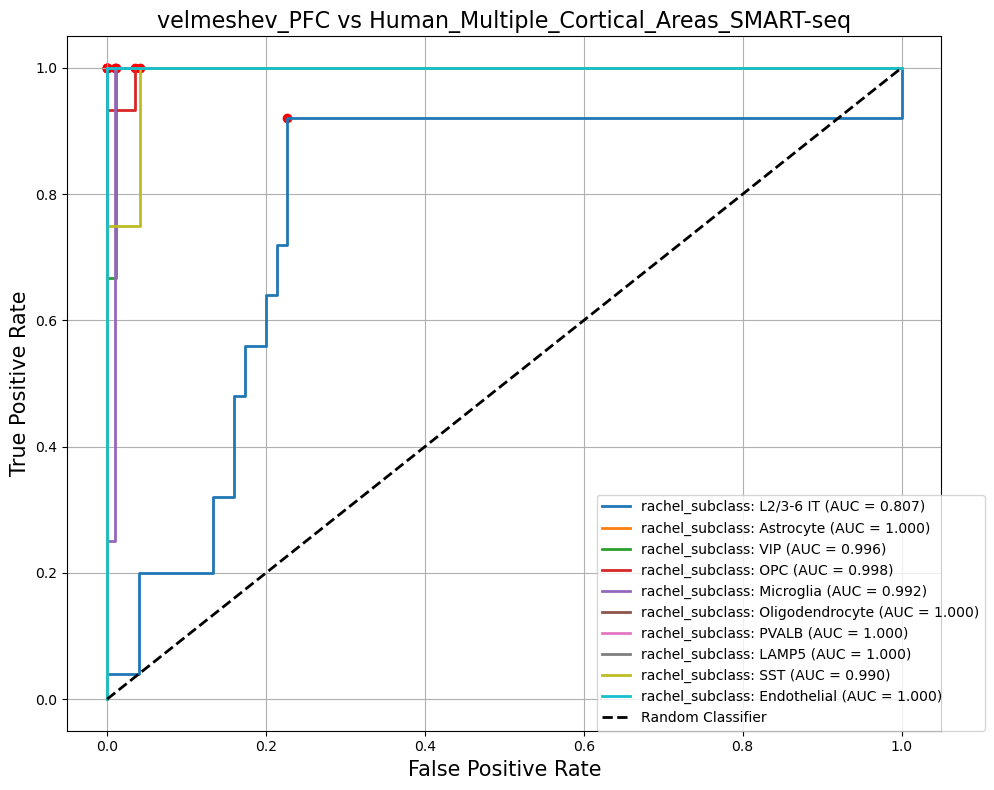 velmeshev_PFC vs Human_Multiple_Cortical_Areas_SMART-seq
True Positive Rate
1.0
0.8
0.6
0.4
0.2
0.0
rachel_subclass: L2/3-6 IT (AUC = 0.807)
rachel_subclass: Astrocyte (AUC = 1.000)
rachel_subclass: VIP (AUC = 0.996)
rachel_subclass: OPC (AUC = 0.998)
rachel_subclass: Microglia (AUC = 0.992)
rachel_subclass: Oligodendrocyte (AUC = 1.000)
rachel_subclass: PVALB (AUC = 1.000)
rachel_subclass: LAMP5 (AUC = 1.000)
rachel_subclass: SST (AUC = 0.990)
rachel_subclass: Endothelial (AUC = 1.000)
Random Classifier
0.0 0.2 0.4 0.6 0.8 1.0
False Positive Rate